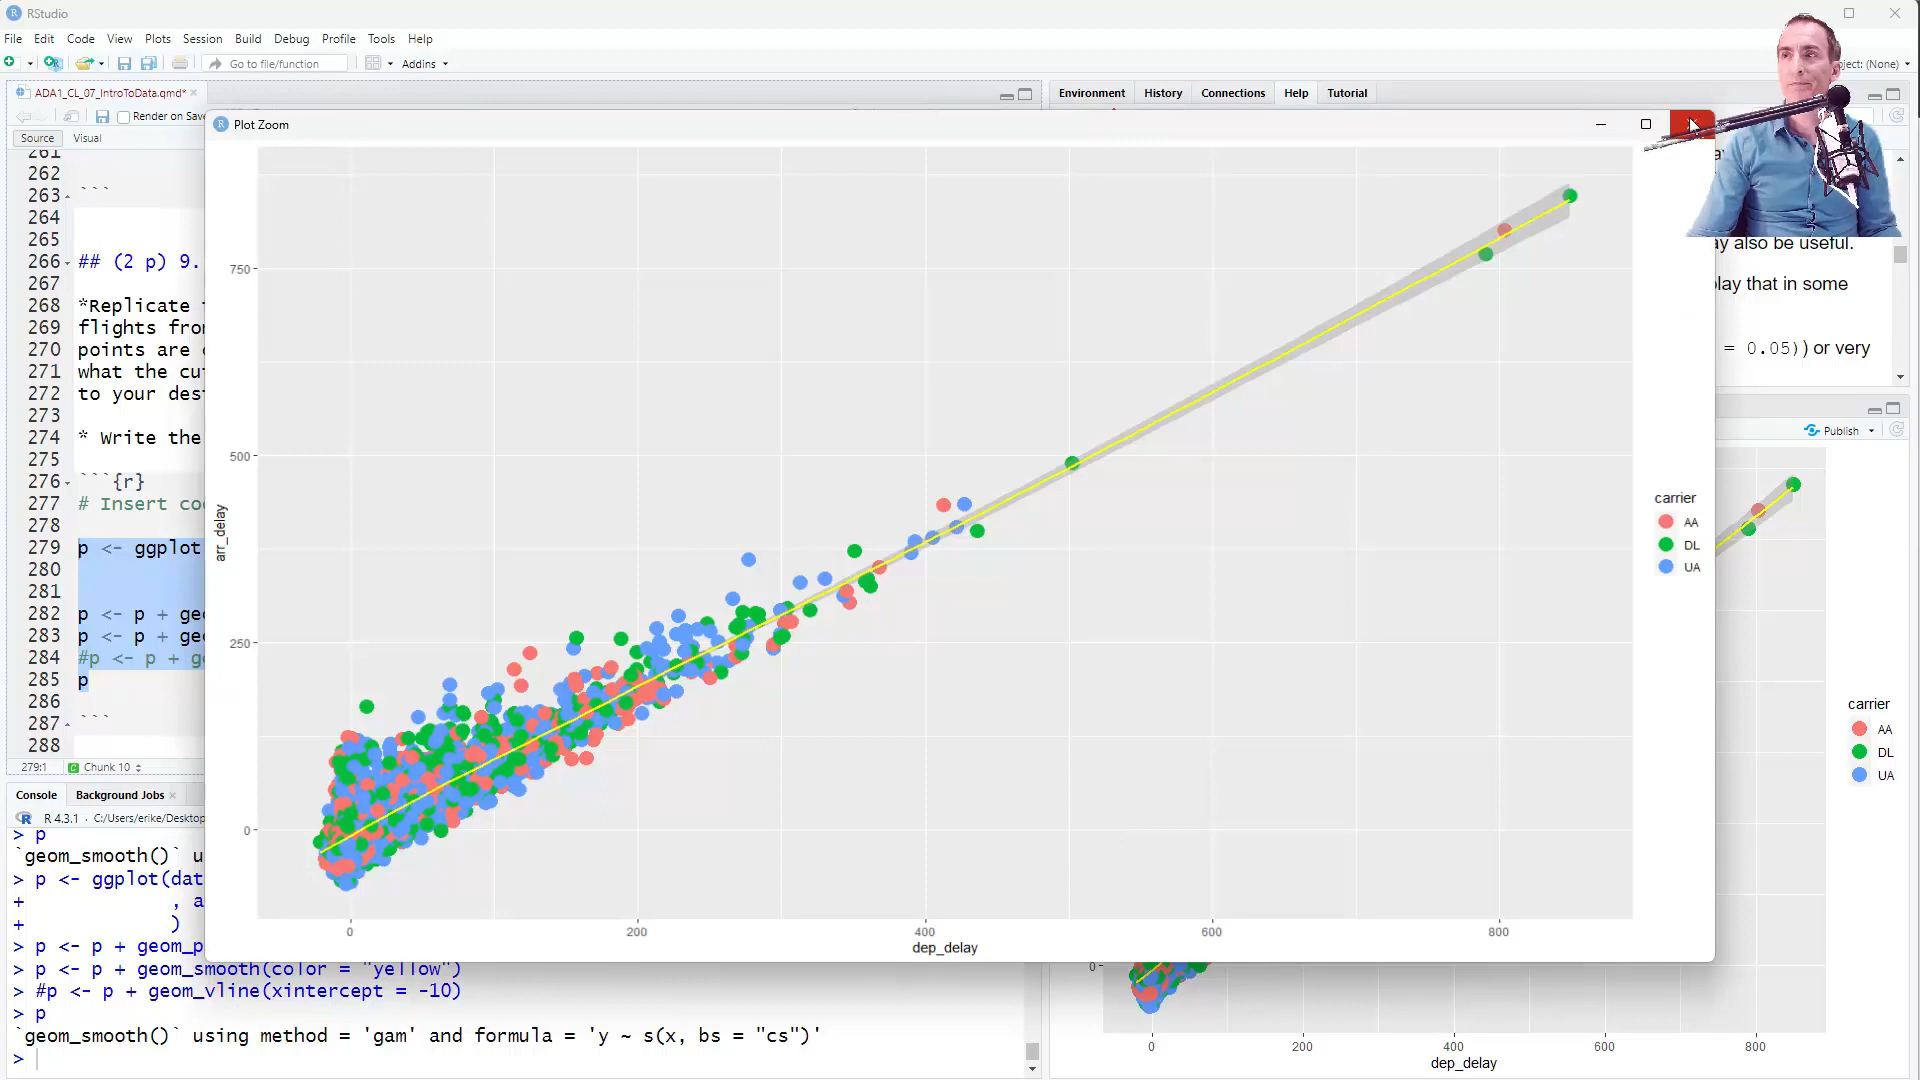 RStudio
File Edit Code View Plots Session Build Debug Profile Tools Help
Go to file/function Addins
ject: (None)
ADA1_CL_07_IntroToData.qmd*
Environment History Connections Help Tutorial
Render on Save
Source Visual
Plot Zoom
261
262
263 ```
264
265
266 ## (2 p) 9.
267
268 *Replicate
269 flights from
270 points are
271 what the cu
272 to your des
273
274 * Write the
275
276 ```{r}
277 # Insert co
278
279 p <- ggplot
280
281
282 p <- p + geo
283 p <- p + geo
284 #p <- p + ge
285 p
286
287 ```
288
279:1 Chunk 10
y also be useful.
lay that in some
= 0.05)) or very
Publish
750
500
250
0
arr_delay
0 200 400 600 800
dep_delay
carrier
AA
DL
UA
carrier
AA
DL
UA
0
0 200 400 600 800
dep_delay
Console Background Jobs
R 4.3.1 · C:/Users/erike/Desktop
> p
`geom_smooth()` u
> p <- ggplot(dat
+ , a
+ )
> p <- p + geom_p
> p <- p + geom_smooth(color = "yellow")
> #p <- p + geom_vline(xintercept = -10)
> p
`geom_smooth()` using method = 'gam' and formula = 'y ~ s(x, bs = "cs")'
>